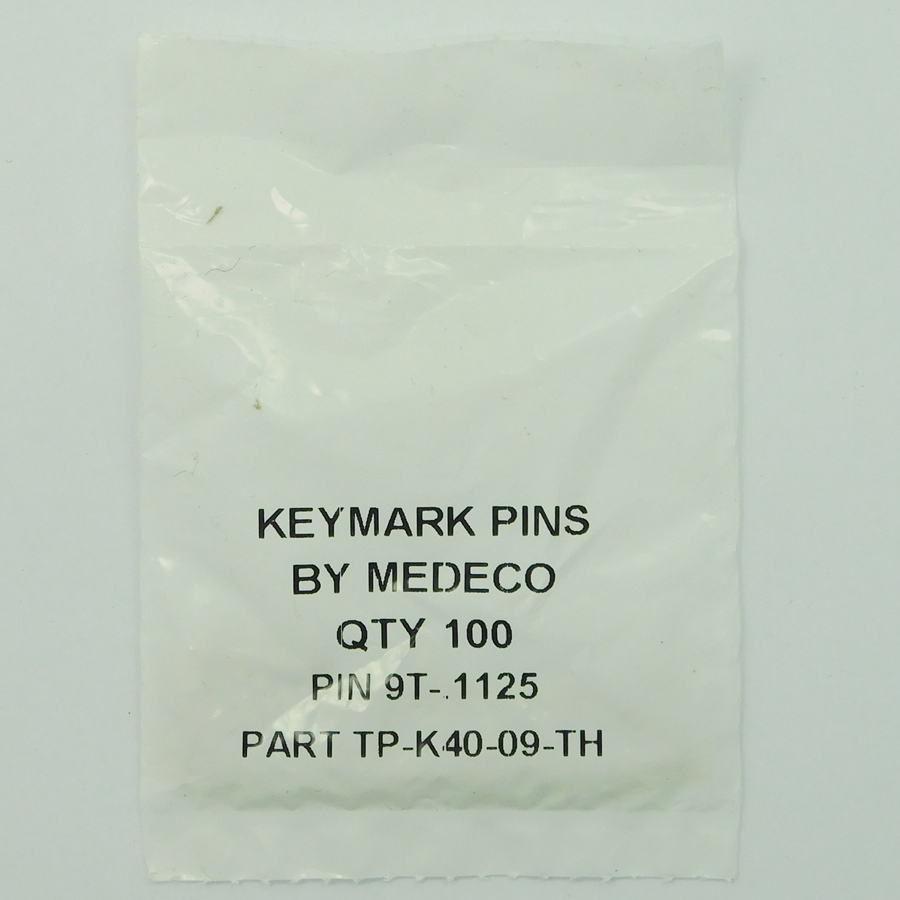 KEYMARK PINS
BY MEDECO
QTY 100
PIN 9T-.1125
PART TP-K40-09-TH